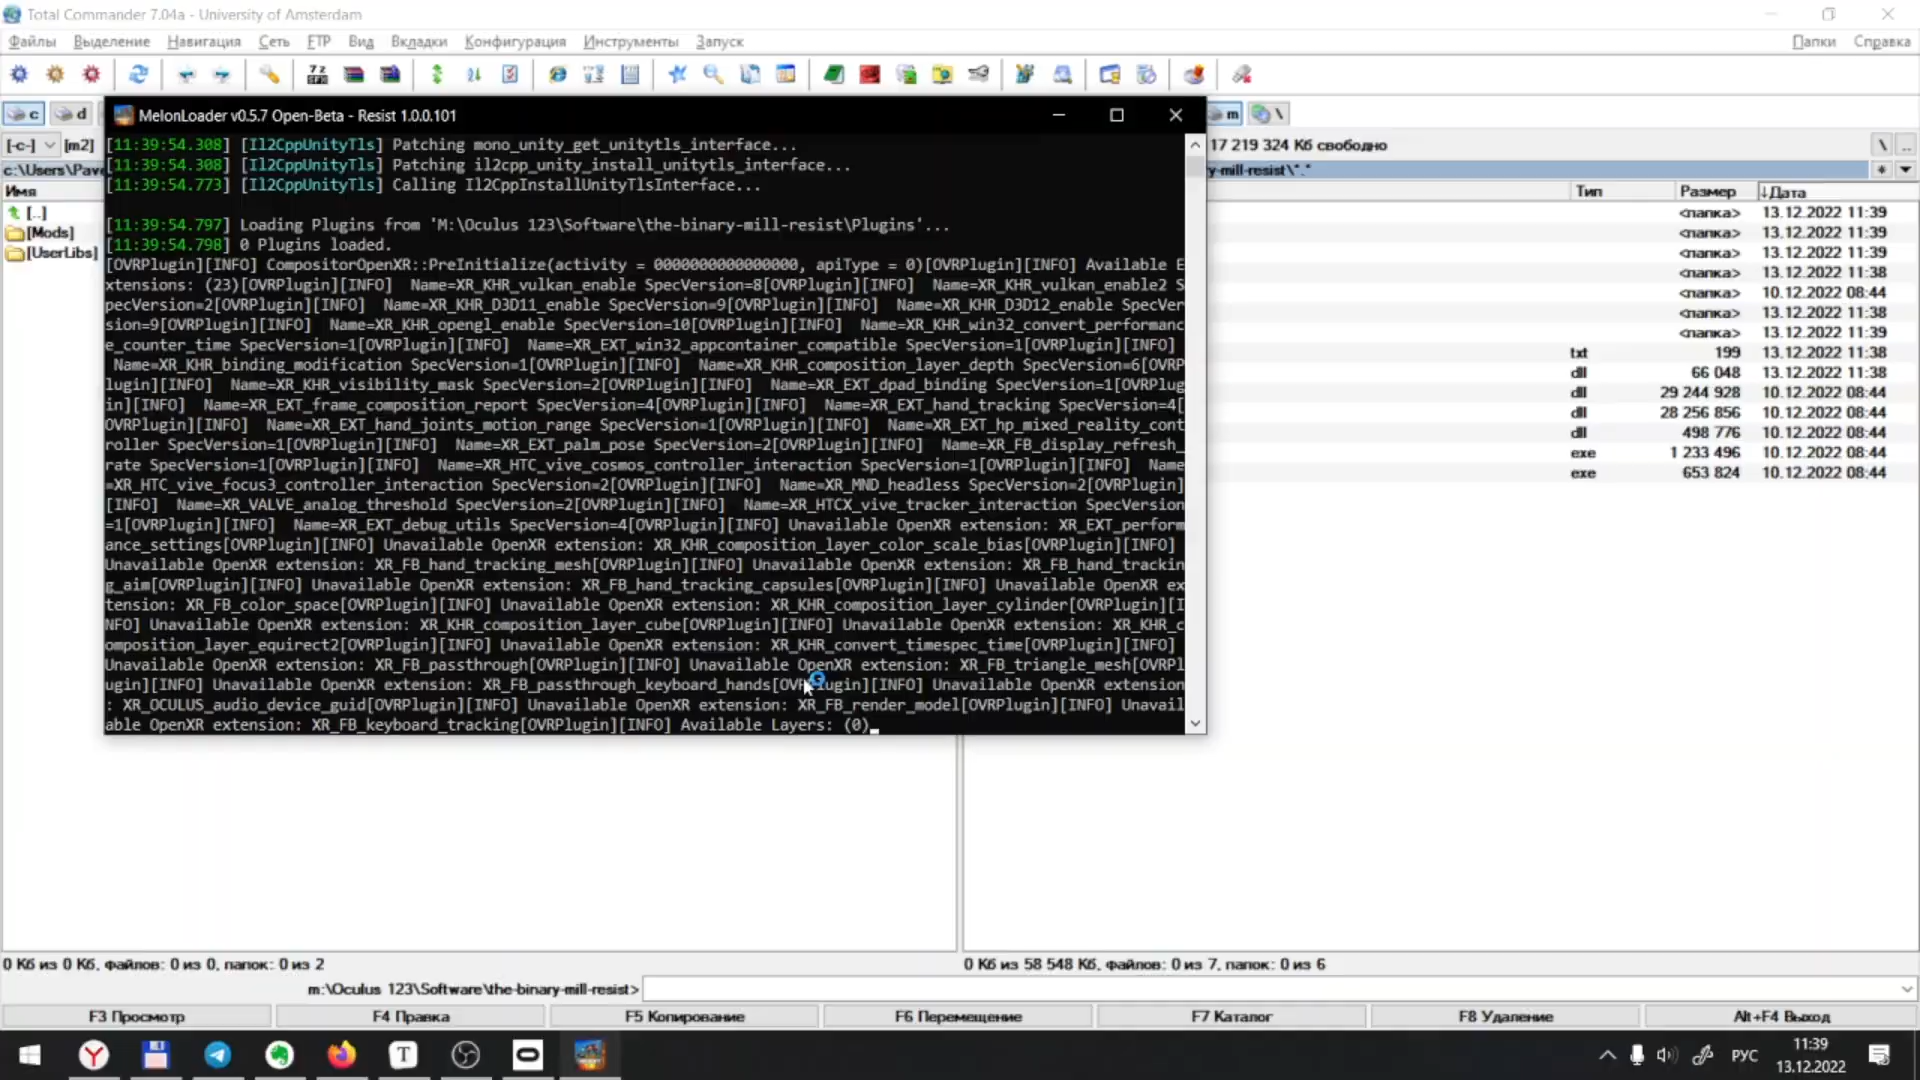 Total Commander 7.04a - University of Amsterdam
Файлы Выделение Навигация Сеть FTP Вид Вкладки Конфигурация Инструменты Запуск Папки Справка
c d m \
[-c-] [m2] 17 219 324 Кб свободно \ ..
c:\Users\Pave y-mill-resist\*.* * ▼
Имя Тип Размер ↓Дата
[..] <папка> 13.12.2022 11:39
[Mods] <папка> 13.12.2022 11:39
[UserLibs] <папка> 13.12.2022 11:39
<папка> 13.12.2022 11:38
<папка> 10.12.2022 08:44
<папка> 13.12.2022 11:38
<папка> 13.12.2022 11:39
txt 199 13.12.2022 11:38
dll 66 048 13.12.2022 11:38
dll 29 244 928 10.12.2022 08:44
dll 28 256 856 10.12.2022 08:44
dll 498 776 10.12.2022 08:44
exe 1 233 496 10.12.2022 08:44
exe 653 824 10.12.2022 08:44
MelonLoader v0.5.7 Open-Beta - Resist 1.0.0.101
[11:39:54.308] [Il2CppUnityTls] Patching mono_unity_get_unitytls_interface...
[11:39:54.308] [Il2CppUnityTls] Patching il2cpp_unity_install_unitytls_interface...
[11:39:54.773] [Il2CppUnityTls] Calling Il2CppInstallUnityTlsInterface...
[11:39:54.797] Loading Plugins from 'M:\Oculus 123\Software\the-binary-mill-resist\Plugins'...
[11:39:54.798] 0 Plugins loaded.
[OVRPlugin][INFO] CompositorOpenXR::PreInitialize(activity = 0000000000000000, apiType = 0)[OVRPlugin][INFO] Available E
xtensions: (23)[OVRPlugin][INFO]  Name=XR_KHR_vulkan_enable SpecVersion=8[OVRPlugin][INFO]  Name=XR_KHR_vulkan_enable2 S
pecVersion=2[OVRPlugin][INFO]  Name=XR_KHR_D3D11_enable SpecVersion=9[OVRPlugin][INFO]  Name=XR_KHR_D3D12_enable SpecVer
sion=9[OVRPlugin][INFO]  Name=XR_KHR_opengl_enable SpecVersion=10[OVRPlugin][INFO]  Name=XR_KHR_win32_convert_performanc
e_counter_time SpecVersion=1[OVRPlugin][INFO]  Name=XR_EXT_win32_appcontainer_compatible SpecVersion=1[OVRPlugin][INFO]
Name=XR_KHR_binding_modification SpecVersion=1[OVRPlugin][INFO]  Name=XR_KHR_composition_layer_depth SpecVersion=6[OVRP
lugin][INFO]  Name=XR_KHR_visibility_mask SpecVersion=2[OVRPlugin][INFO]  Name=XR_EXT_dpad_binding SpecVersion=1[OVRPlug
in][INFO]  Name=XR_EXT_frame_composition_report SpecVersion=4[OVRPlugin][INFO]  Name=XR_EXT_hand_tracking SpecVersion=4[
OVRPlugin][INFO]  Name=XR_EXT_hand_joints_motion_range SpecVersion=1[OVRPlugin][INFO]  Name=XR_EXT_hp_mixed_reality_cont
roller SpecVersion=1[OVRPlugin][INFO]  Name=XR_EXT_palm_pose SpecVersion=2[OVRPlugin][INFO]  Name=XR_FB_display_refresh_
rate SpecVersion=1[OVRPlugin][INFO]  Name=XR_HTC_vive_cosmos_controller_interaction SpecVersion=1[OVRPlugin][INFO]  Name
=XR_HTC_vive_focus3_controller_interaction SpecVersion=2[OVRPlugin][INFO]  Name=XR_MND_headless SpecVersion=2[OVRPlugin]
[INFO]  Name=XR_VALVE_analog_threshold SpecVersion=2[OVRPlugin][INFO]  Name=XR_HTCX_vive_tracker_interaction SpecVersion
=1[OVRPlugin][INFO]  Name=XR_EXT_debug_utils SpecVersion=4[OVRPlugin][INFO] Unavailable OpenXR extension: XR_EXT_perform
ance_settings[OVRPlugin][INFO] Unavailable OpenXR extension: XR_KHR_composition_layer_color_scale_bias[OVRPlugin][INFO]
Unavailable OpenXR extension: XR_FB_hand_tracking_mesh[OVRPlugin][INFO] Unavailable OpenXR extension: XR_FB_hand_trackin
g_aim[OVRPlugin][INFO] Unavailable OpenXR extension: XR_FB_hand_tracking_capsules[OVRPlugin][INFO] Unavailable OpenXR ex
tension: XR_FB_color_space[OVRPlugin][INFO] Unavailable OpenXR extension: XR_KHR_composition_layer_cylinder[OVRPlugin][I
NFO] Unavailable OpenXR extension: XR_KHR_composition_layer_cube[OVRPlugin][INFO] Unavailable OpenXR extension: XR_KHR_c
omposition_layer_equirect2[OVRPlugin][INFO] Unavailable OpenXR extension: XR_KHR_convert_timespec_time[OVRPlugin][INFO]
Unavailable OpenXR extension: XR_FB_passthrough[OVRPlugin][INFO] Unavailable OpenXR extension: XR_FB_triangle_mesh[OVRPl
ugin][INFO] Unavailable OpenXR extension: XR_FB_passthrough_keyboard_hands[OVRPlugin][INFO] Unavailable OpenXR extension
: XR_OCULUS_audio_device_guid[OVRPlugin][INFO] Unavailable OpenXR extension: XR_FB_render_model[OVRPlugin][INFO] Unavail
able OpenXR extension: XR_FB_keyboard_tracking[OVRPlugin][INFO] Available Layers: (0)
0 Кб из 0 Кб, файлов: 0 из 0, папок: 0 из 2 0 Кб из 58 548 Кб, файлов: 0 из 7, папок: 0 из 6
m:\Oculus 123\Software\the-binary-mill-resist>
F3 Просмотр F4 Правка F5 Копирование F6 Перемещение F7 Каталог F8 Удаление Alt+F4 Выход
РУС 11:39
13.12.2022